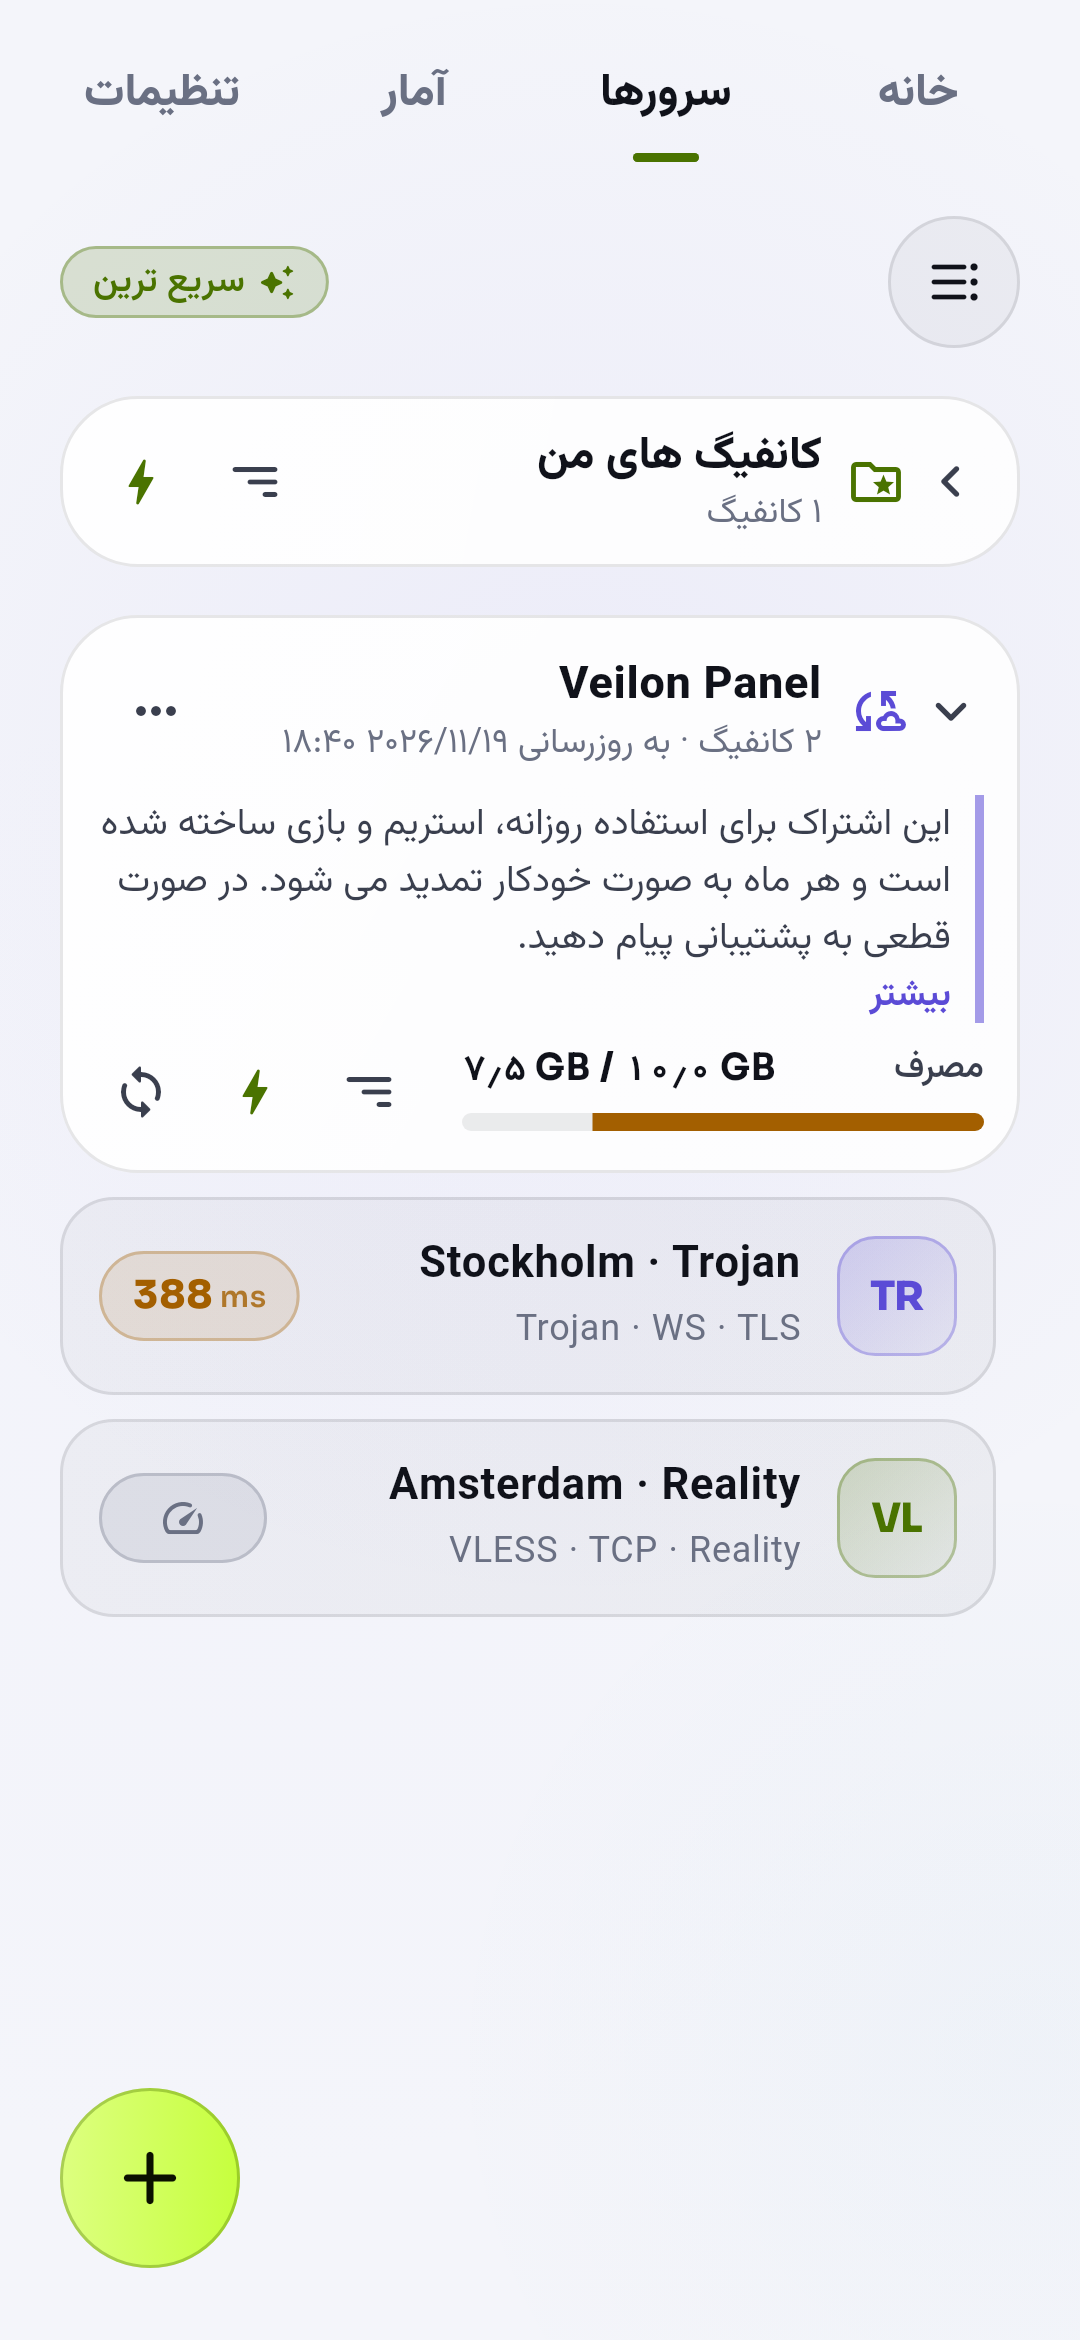 خانه
سرورها
آمار
تنظیمات
سریع ترین
کانفیگ های من
۱ کانفیگ
Veilon Panel
۲ کانفیگ · به روزرسانی ۲۰۲۶/۱۱/۱۹ ۱۸:۴۰
این اشتراک برای استفاده روزانه، استریم و بازی ساخته شده
است و هر ماه به صورت خودکار تمدید می شود. در صورت
قطعی به پشتیبانی پیام دهید.
بیشتر
مصرف
۷٫۵ GB / ۱۰٫۰ GB
TR
Stockholm · Trojan
Trojan · WS · TLS
388 ms
VL
Amsterdam · Reality
VLESS · TCP · Reality